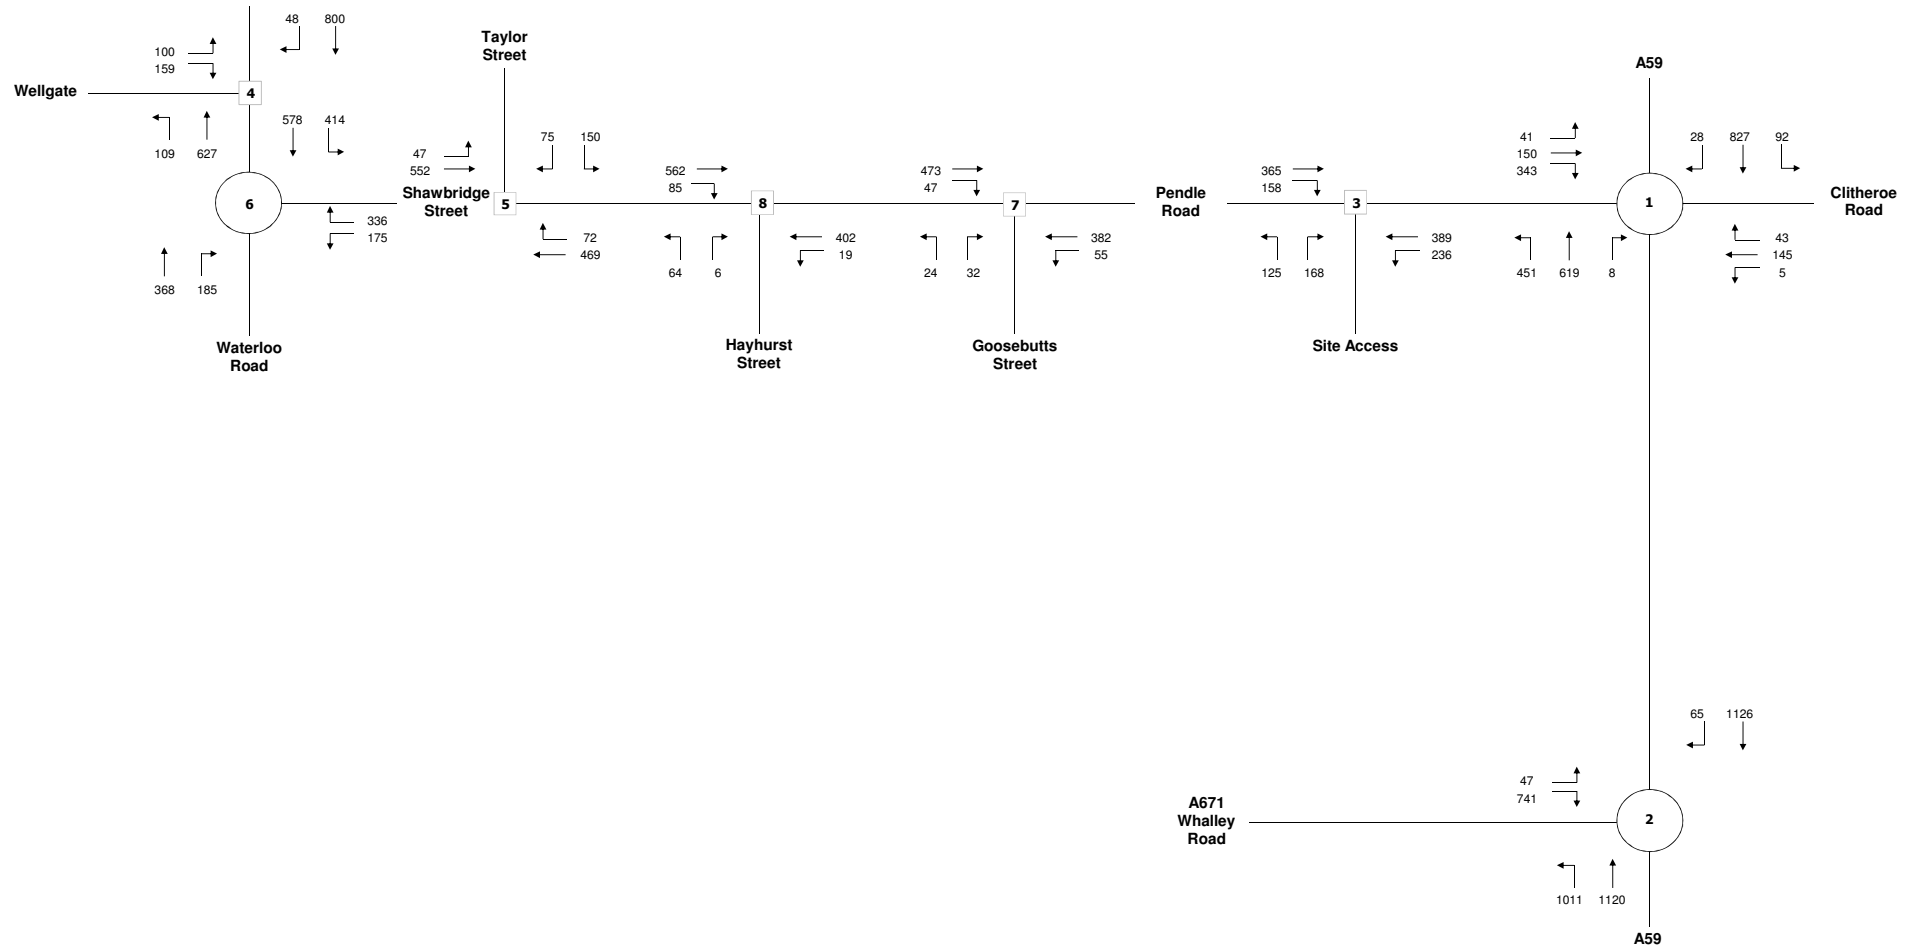 48 800
100
159
Wellgate
4
109 627
578 414
6
336
175
368 185
Waterloo
Road
Taylor
Street
47
552
75 150
Shawbridge
Street
5
72
469
562
85
8
64 6
402
19
Hayhurst
Street
473
47
7
24 32
382
55
Goosebutts
Street
Pendle
Road
365
158
3
125 168
389
236
Site Access
A59
41
150
343
28 827 92
1
Clitheroe
Road
451 619 8
43
145
5
65 1126
47
741
A671
Whalley
Road
2
1011 1120
A59